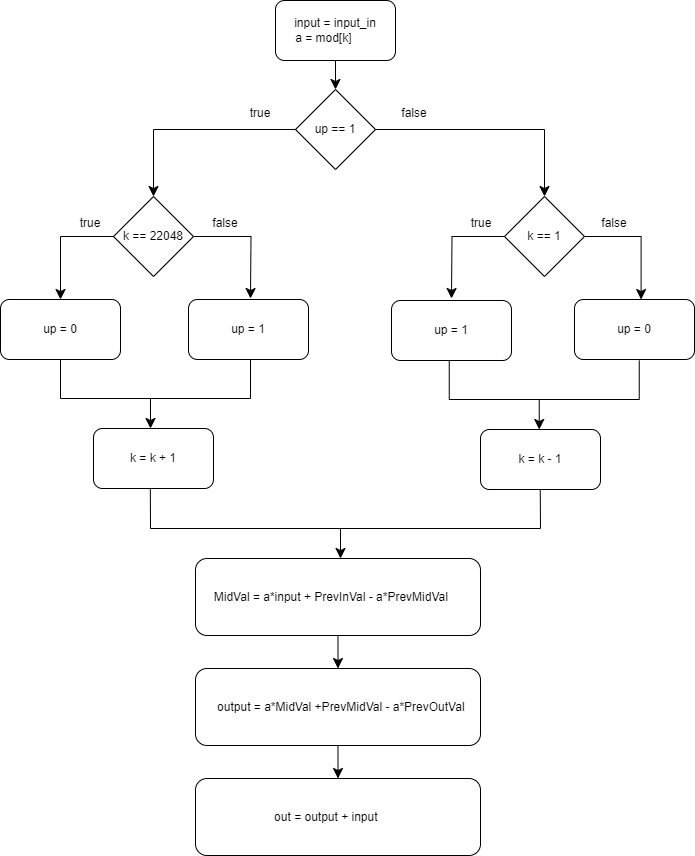 input = input_in
a = mod[k]
true
up == 1
false
true
k == 22048
false
true
k == 1
false
up = 0
up = 1
up = 1
up = 0
k = k + 1
k = k - 1
MidVal = a*input + PrevInVal - a*PrevMidVal
output = a*MidVal +PrevMidVal - a*PrevOutVal
out = output + input